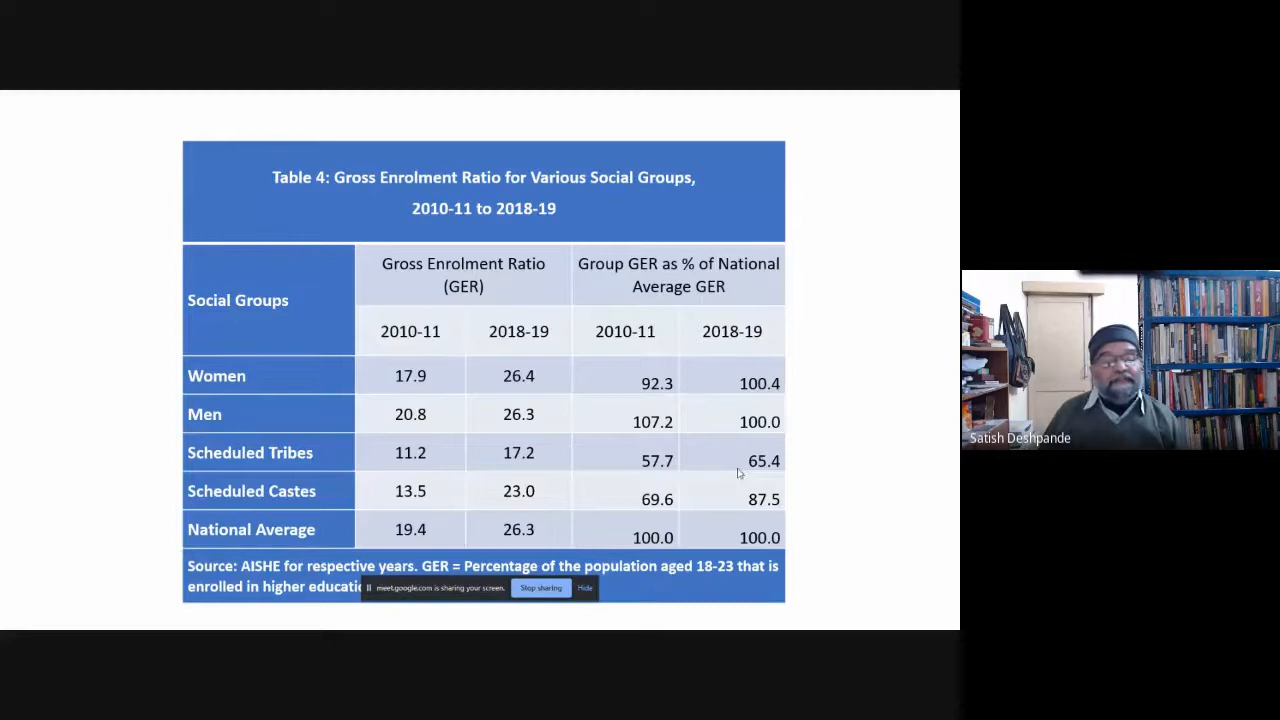 Table 4: Gross Enrolment Ratio for Various Social Groups,
2010-11 to 2018-19
Social Groups
Gross Enrolment Ratio
(GER)
Group GER as % of National
Average GER
2010-11 2018-19 2010-11 2018-19
Women 17.9 26.4 92.3 100.4
Men 20.8 26.3 107.2 100.0
Scheduled Tribes 11.2 17.2 57.7 65.4
Scheduled Castes 13.5 23.0 69.6 87.5
National Average 19.4 26.3 100.0 100.0
Source: AISHE for respective years. GER = Percentage of the population aged 18-23 that is
enrolled in higher educati
meet.google.com is sharing your screen. Stop sharing Hide
Satish Deshpande